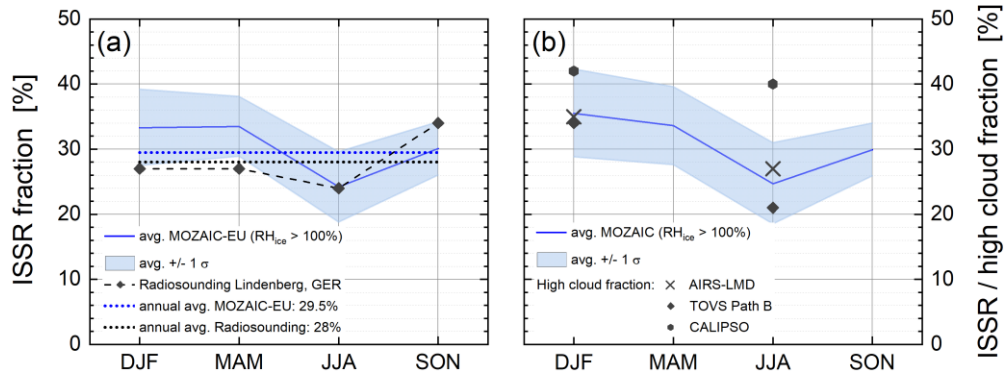 (a)
ISSR fraction [%]
50
40
30
20
10
0
avg. MOZAIC-EU (RHice > 100%)
avg. +/- 1 σ
Radiosounding Lindenberg, GER
annual avg. MOZAIC-EU: 29.5%
annual avg. Radiosounding: 28%
DJF MAM JJA SON
(b)
avg. MOZAIC (RHice > 100%)
avg. +/- 1 σ
High cloud fraction: AIRS-LMD
TOVS Path B
CALIPSO
DJF MAM JJA SON
50
40
30
20
10
0
ISSR / high cloud fraction [%]